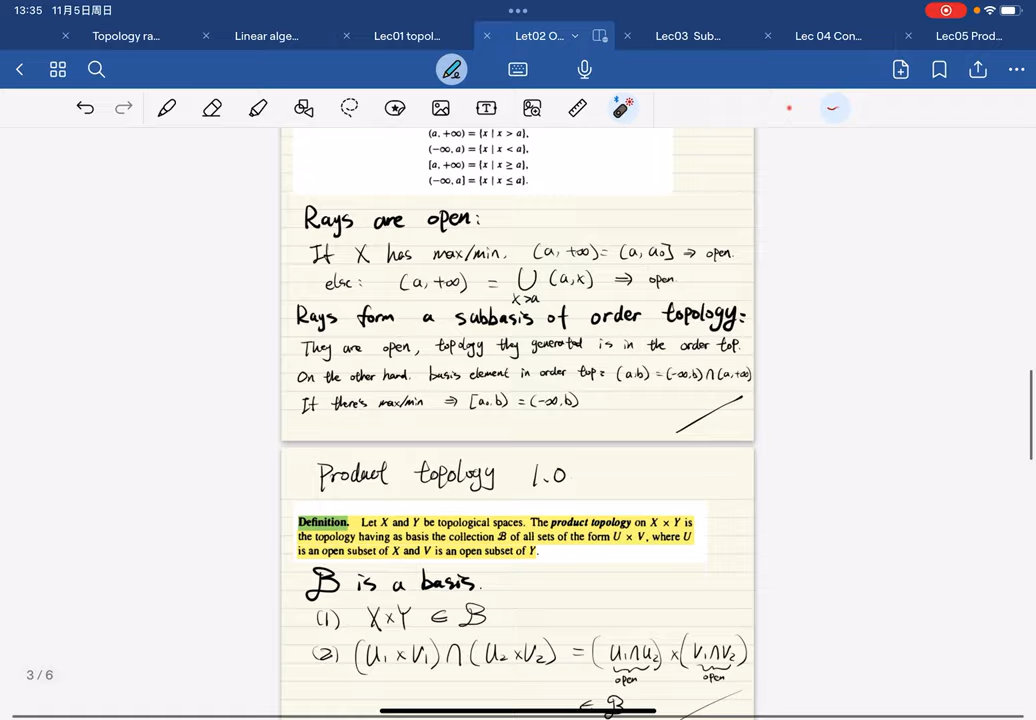 13:35 11月5日周日
Topology ra...
Linear alge...
Lec01 topol...
Let02 O...
Lec03 Sub...
Lec 04 Con...
Lec05 Prod
(a, +∞) = {x | x > a},
(-∞, a) = {x | x < a},
[a, +∞) = {x | x ≥ a},
(-∞, a] = {x | x ≤ a}.
Rays are open:
If X has max/min. (a, +∞) = (a, a₀] ⇒ open.
else: (a, +∞) = ⋃ (a,x) ⇒ open
x>a
Rays form a subbasis of order topology:
They are open, topology they generated is in the order top.
On the other hand. basis element in order top: (a,b) = (-∞,b)∩(a,+∞)
If there's max/min ⇒ [a₀,b) = (-∞,b)
Product topology 1.0
Definition. Let X and Y be topological spaces. The product topology on X × Y is
the topology having as basis the collection ℬ of all sets of the form U × V, where U
is an open subset of X and V is an open subset of Y.
ℬ is a basis.
(1) X×Y ∈ ℬ
(2) (U₁×V₁)∩(U₂×V₂) = (U₁∩U₂)×(V₁∩V₂)
open open
∈ ℬ
3 / 6